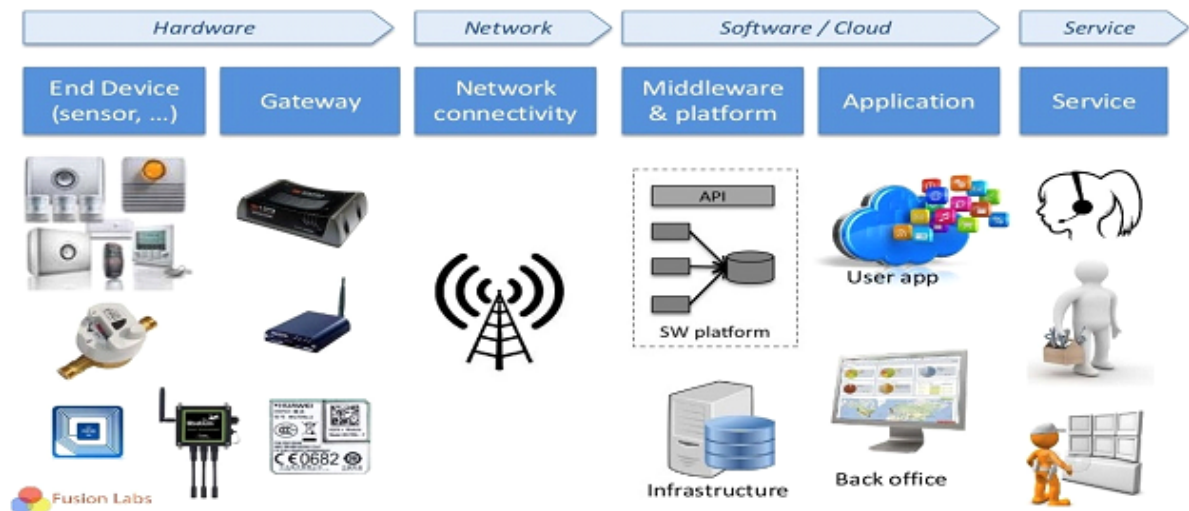 Hardware
Network
Software / Cloud
Service
End Device
(sensor, ...)
Gateway
Network
connectivity
Middleware
& platform
Application
Service
API
SW platform
User app
HUAWEI
CE0682
Infrastructure
Back office
Fusion Labs